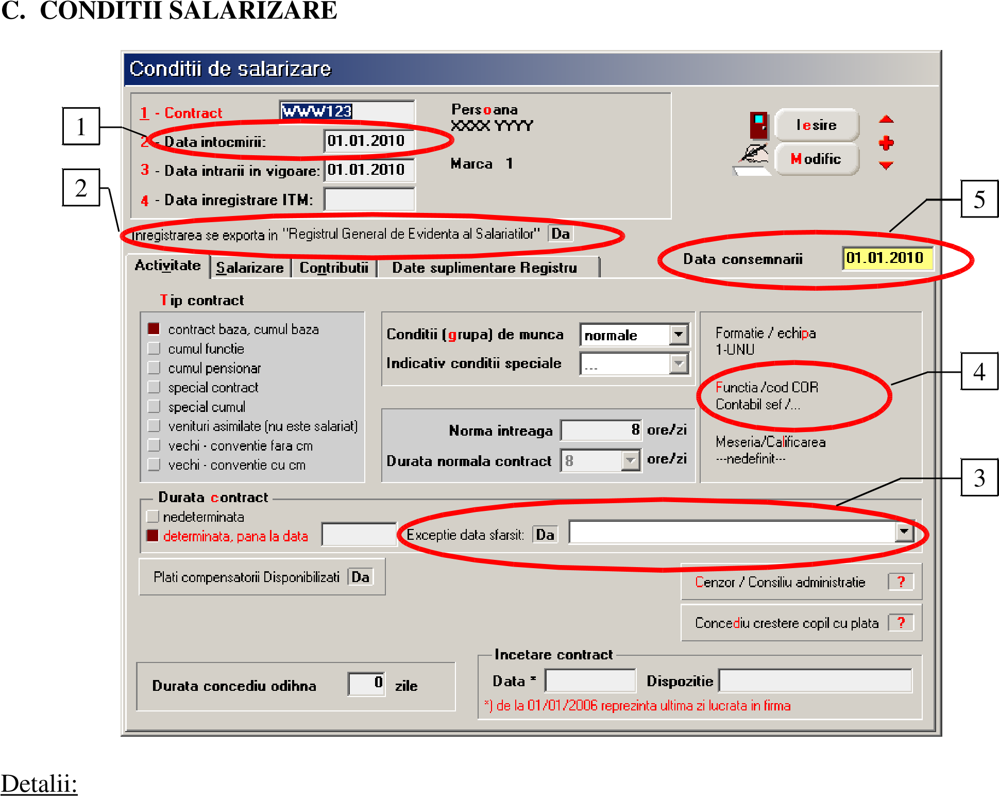 C. CONDITII SALARIZARE
Conditii de salarizare
1
1 - Contract WWW123
2 - Data intocmirii: 01.01.2010
3 - Data intrarii in vigoare: 01.01.2010
4 - Data inregistrare ITM:
Persoana
XXXX YYYY
Marca 1
Iesire
Modific
2
5
Inregistrarea se exporta in "Registrul General de Evidenta al Salariatilor" Da
Data consemnarii 01.01.2010
Activitate Salarizare Contributii Date suplimentare Registru
Tip contract
contract baza, cumul baza
cumul functie
cumul pensionar
special contract
special cumul
venituri asimilate (nu este salariat)
vechi - conventie fara cm
vechi - conventie cu cm
Conditii (grupa) de munca normale
Indicativ conditii speciale ...
Norma intreaga 8 ore/zi
Durata normala contract 8 ore/zi
Formatie / echipa
1-UNU
4
Functia /cod COR
Contabil sef /...
Meseria/Calificarea
---nedefinit---
3
Durata contract
nedeterminata
determinata, pana la data
Exceptie data sfarsit: Da
Plati compensatorii Disponibilizati Da
Cenzor / Consiliu administratie ?
Concediu crestere copil cu plata ?
Durata concediu odihna 0 zile
Incetare contract
Data * Dispozitie
*) de la 01/01/2006 reprezinta ultima zi lucrata in firma
Detalii: